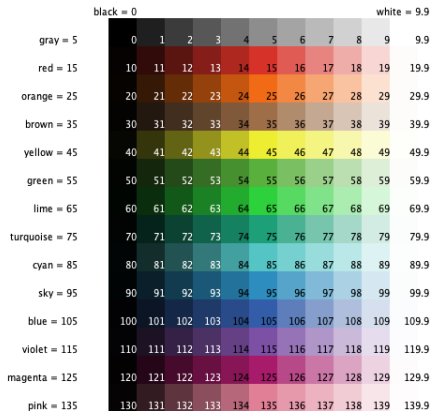 black = 0 white = 9.9
gray = 5 0 1 2 3 4 5 6 7 8 9 9.9
red = 15 10 11 12 13 14 15 16 17 18 19 19.9
orange = 25 20 21 22 23 24 25 26 27 28 29 29.9
brown = 35 30 31 32 33 34 35 36 37 38 39 39.9
yellow = 45 40 41 42 43 44 45 46 47 48 49 49.9
green = 55 50 51 52 53 54 55 56 57 58 59 59.9
lime = 65 60 61 62 63 64 65 66 67 68 69 69.9
turquoise = 75 70 71 72 73 74 75 76 77 78 79 79.9
cyan = 85 80 81 82 83 84 85 86 87 88 89 89.9
sky = 95 90 91 92 93 94 95 96 97 98 99 99.9
blue = 105 100 101 102 103 104 105 106 107 108 109 109.9
violet = 115 110 111 112 113 114 115 116 117 118 119 119.9
magenta = 125 120 121 122 123 124 125 126 127 128 129 129.9
pink = 135 130 131 132 133 134 135 136 137 138 139 139.9